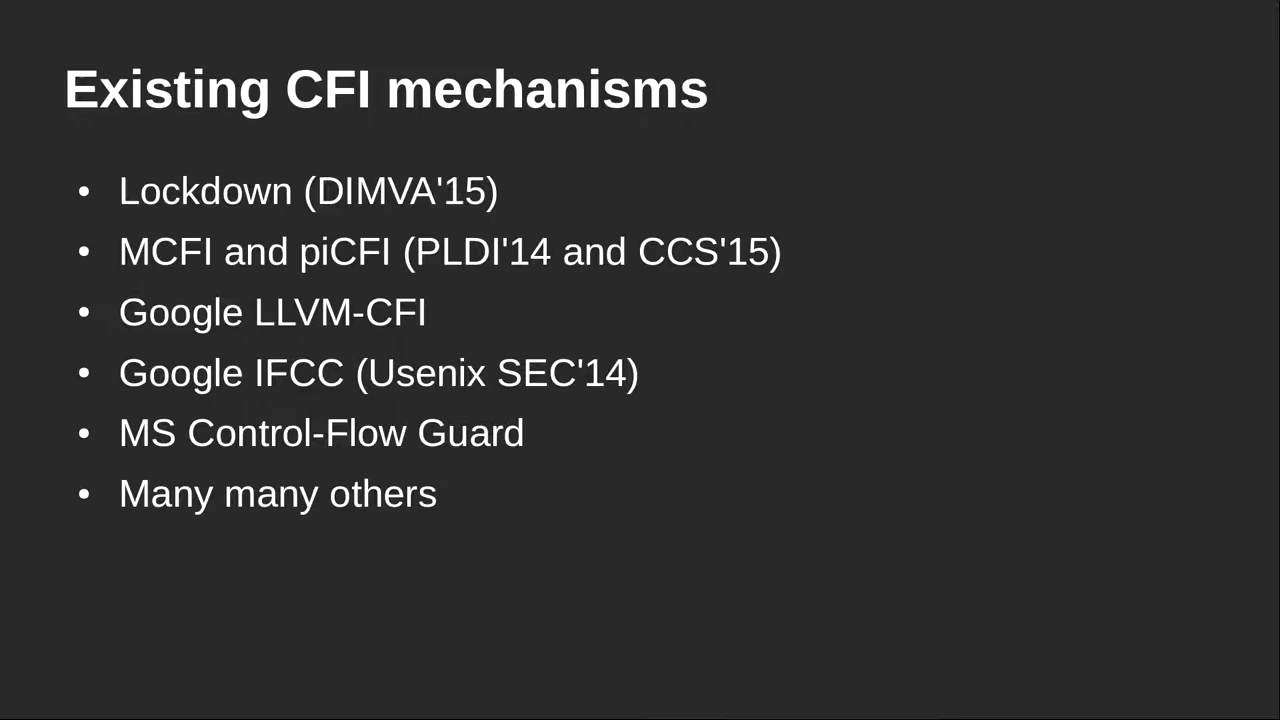 Existing CFI mechanisms
• Lockdown (DIMVA'15)
• MCFI and piCFI (PLDI'14 and CCS'15)
• Google LLVM-CFI
• Google IFCC (Usenix SEC'14)
• MS Control-Flow Guard
• Many many others